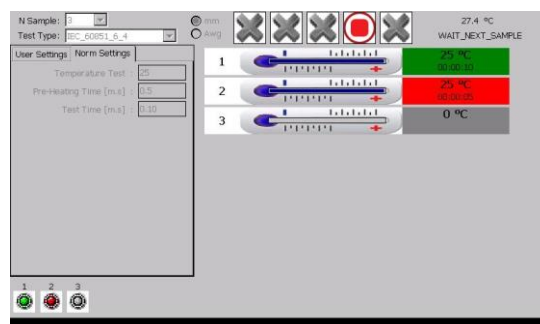 N Sample: 3
mm
27.4 ºC
Test Type: IEC_60851_6_4
Awg
WAIT_NEXT_SAMPLE
User Settings Norm Settings
Temperature Test : 25
Pre-Heating Time [m.s] : 0.5
Test Time [m.s] : 0.10
1
25 ºC
00:00:10
2
25 ºC
00:00:05
3
0 ºC
1 2 3